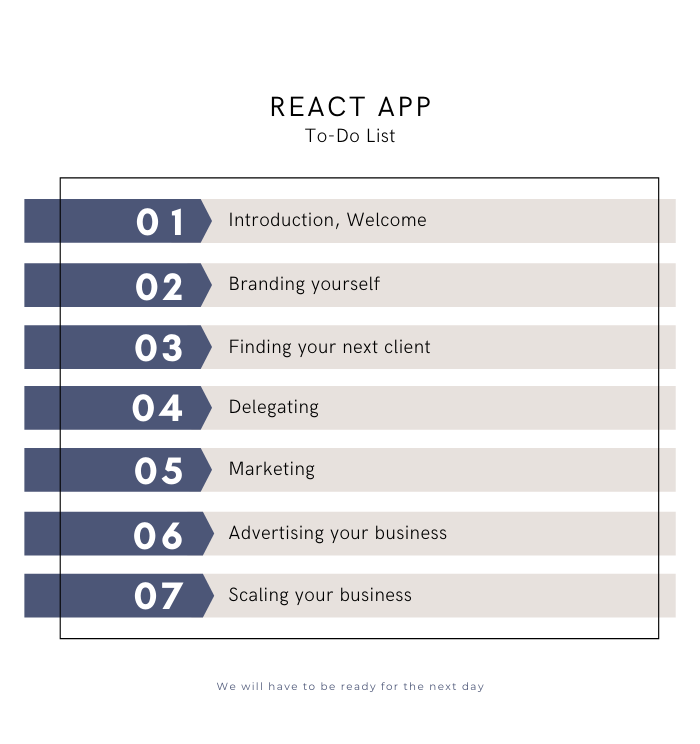 REACT APP
To-Do List
01 Introduction, Welcome
02 Branding yourself
03 Finding your next client
04 Delegating
05 Marketing
06 Advertising your business
07 Scaling your business
We will have to be ready for the next day